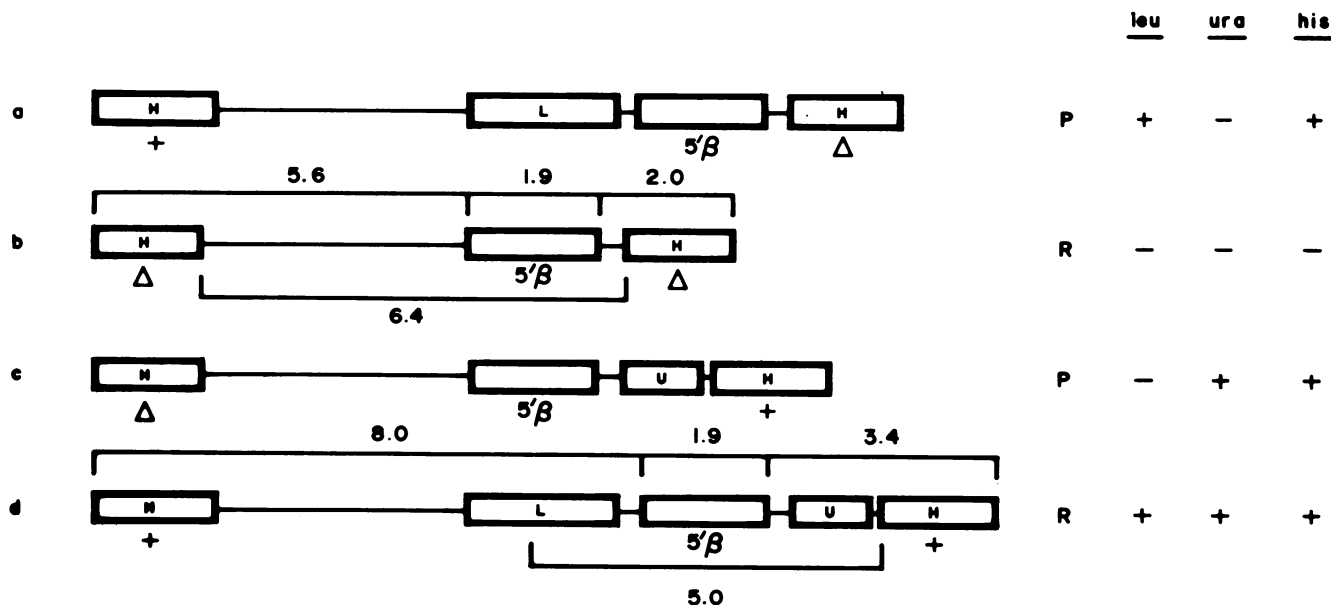 leu ura his
a H L H P + - +
+ 5'β Δ
5.6 1.9 2.0
b H H R - - -
Δ 5'β Δ
6.4
c H U H P - + +
Δ 5'β +
8.0 1.9 3.4
d H L U H R + + +
+ 5'β +
5.0